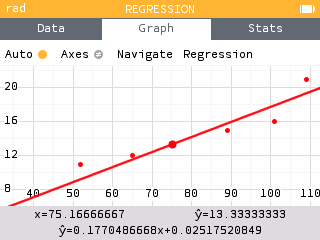 rad REGRESSION
Data Graph Stats
Auto Axes Navigate Regression
20
16
12
8
40 50 60 70 80 90 100 110
x=75.16666667 ŷ=13.33333333
ŷ=0.1770486668x+0.02517520849